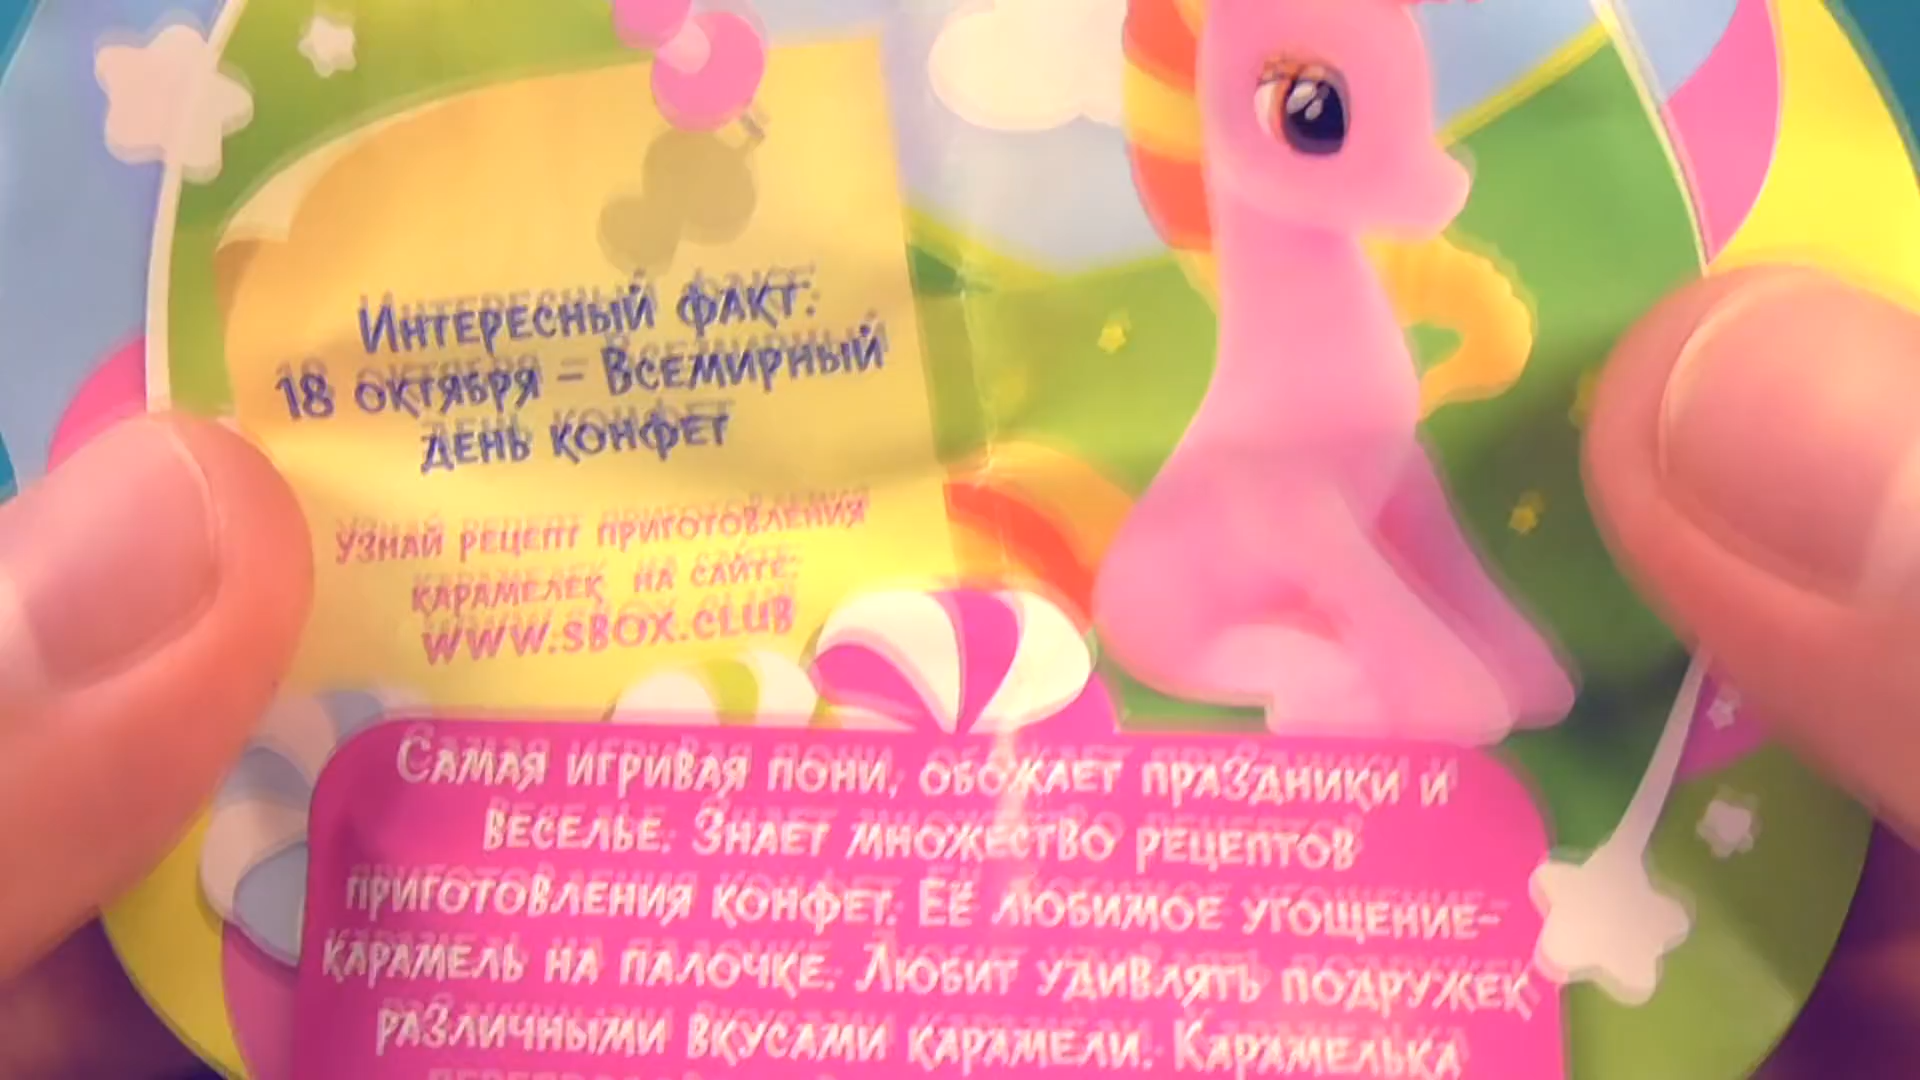 Интересный факт:
18 октября – Всемирный
день конфет
Узнай рецепт приготовления
карамелек на сайте:
www.sbox.club
Самая игривая пони, обожает праздники и
веселье. Знает множество рецептов
приготовления конфет. Её любимое угощение-
карамель на палочке. Любит удивлять подружек
различными вкусами карамели. Карамелька